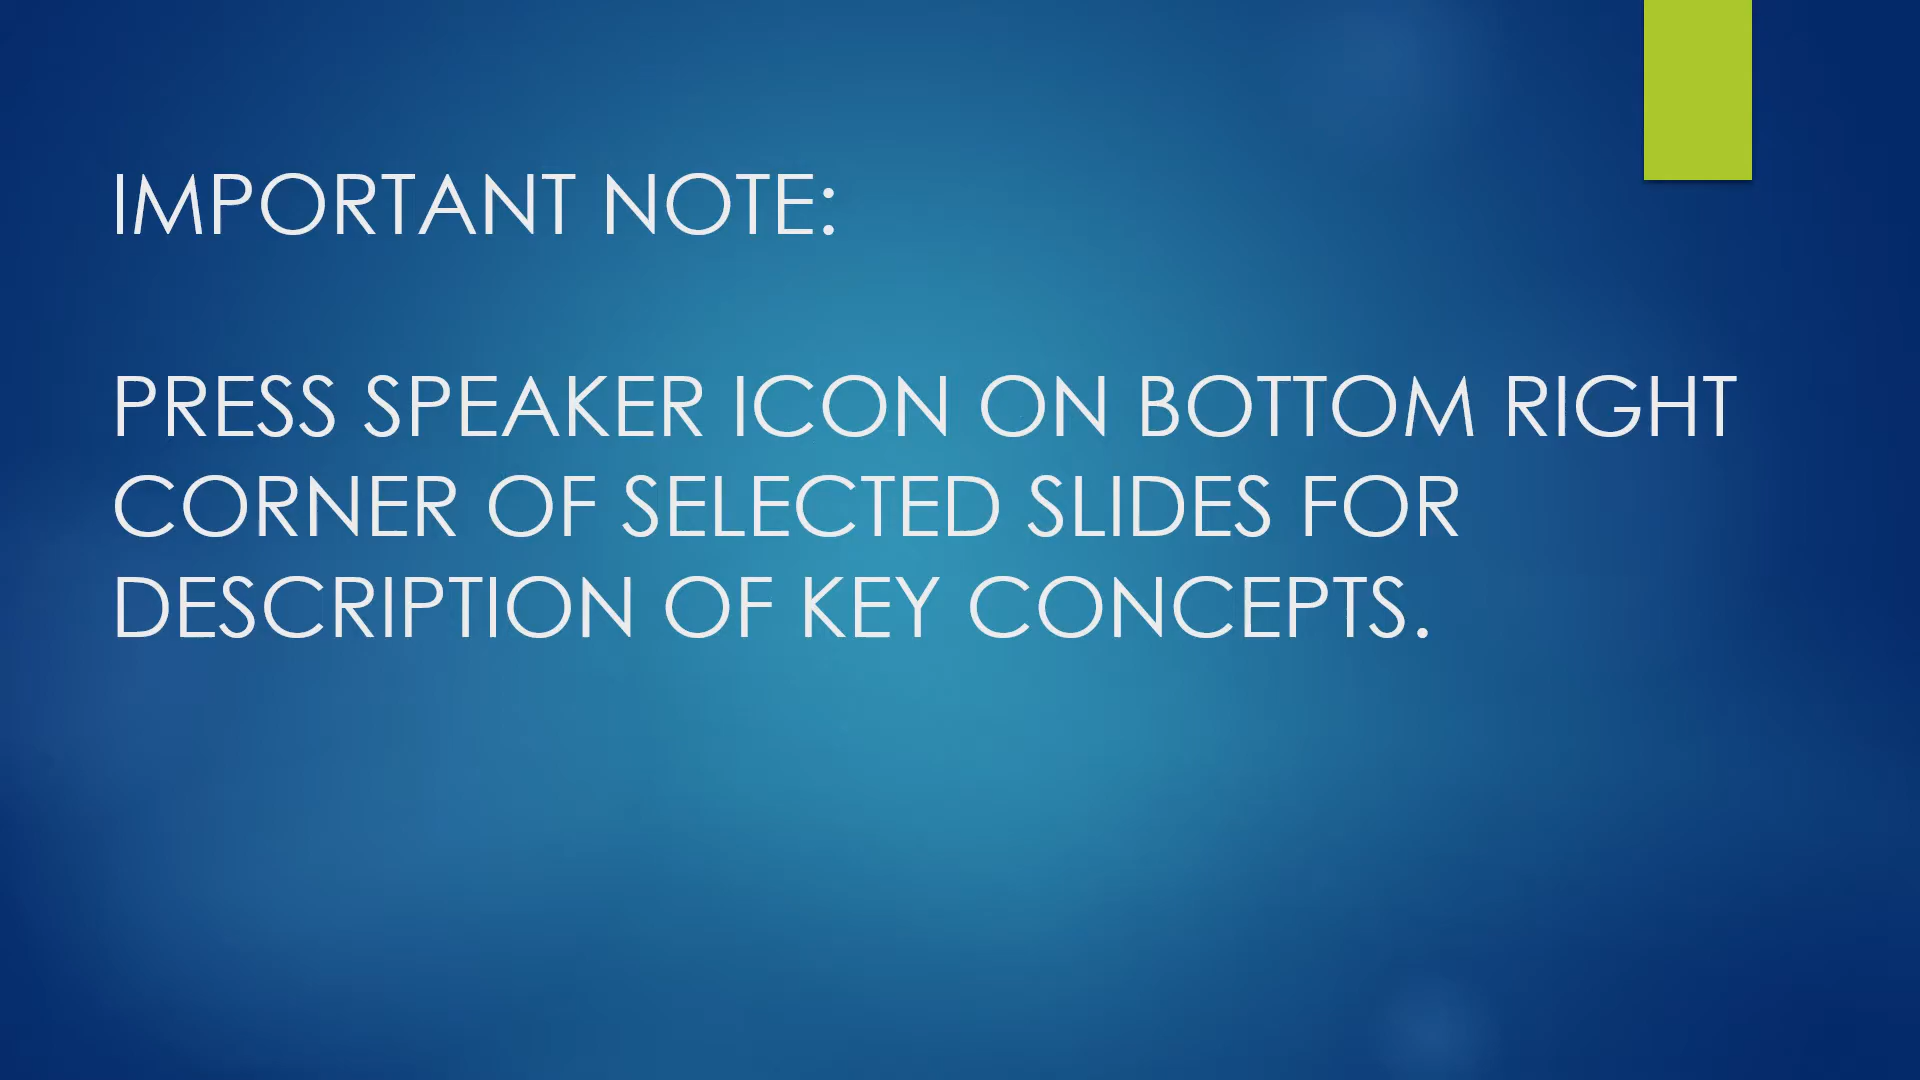 IMPORTANT NOTE:
PRESS SPEAKER ICON ON BOTTOM RIGHT
CORNER OF SELECTED SLIDES FOR
DESCRIPTION OF KEY CONCEPTS.